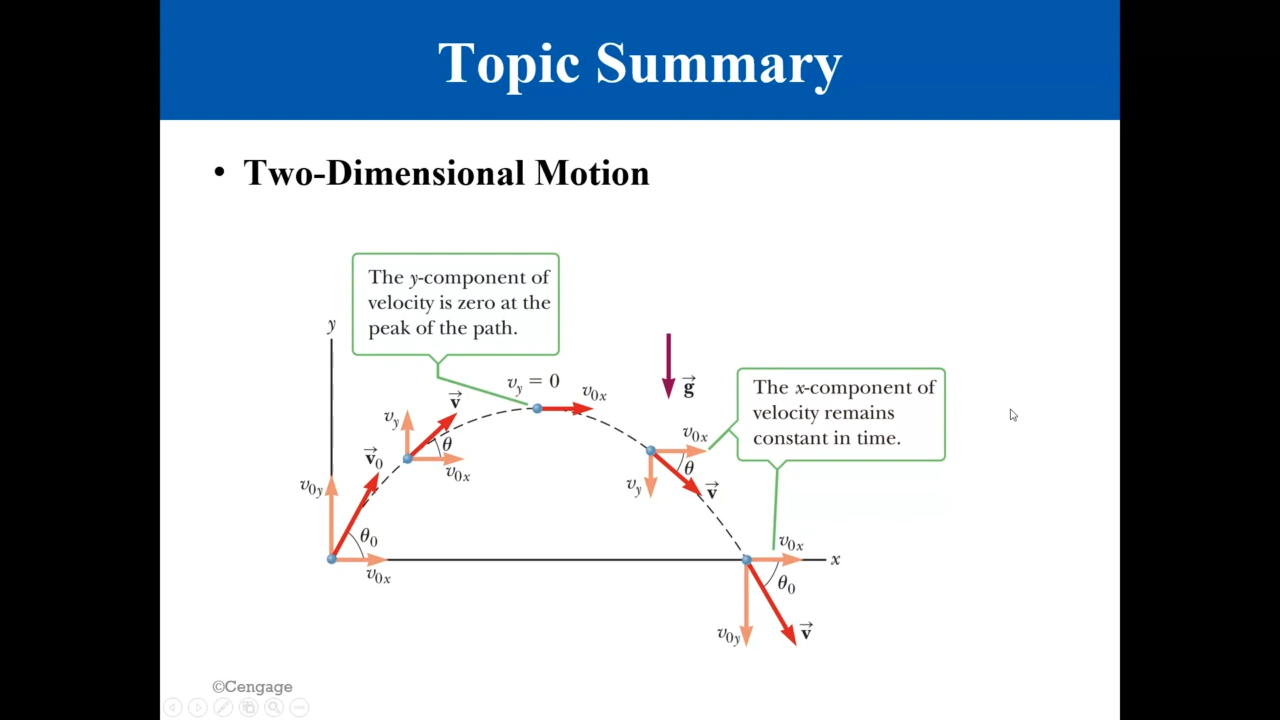 Topic Summary
• Two-Dimensional Motion
The y-component of
velocity is zero at the
peak of the path.
y
v_y = 0
v_0x
g⃗
The x-component of
velocity remains
constant in time.
v_y
v⃗
θ
v_0x
v⃗_0
v_0x
θ
v_y
v⃗
v_0y
θ_0
v_0x
v_0x
x
θ_0
v_0y
v⃗
©Cengage